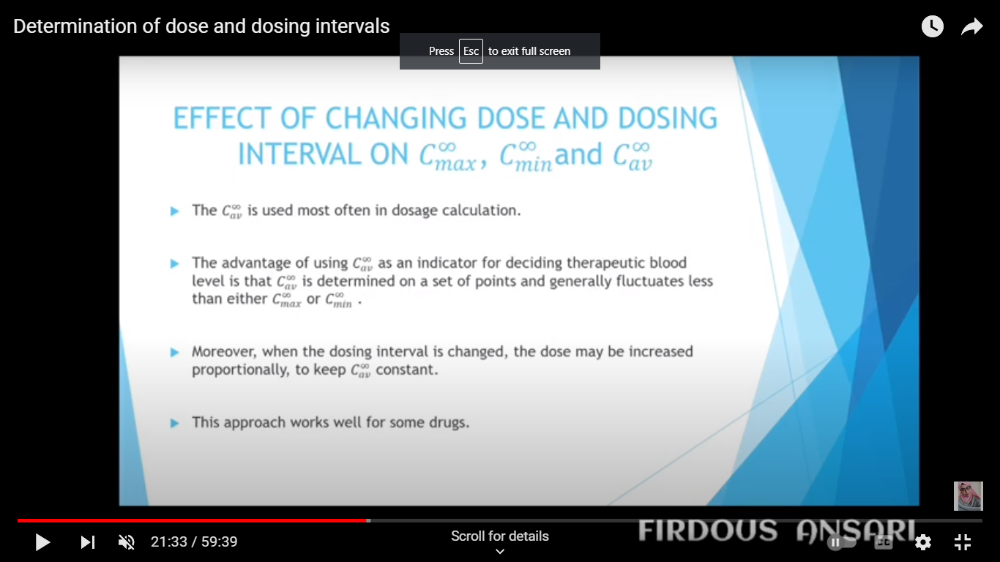 Determination of dose and dosing intervals
Press Esc to exit full screen
EFFECT OF CHANGING DOSE AND DOSING
INTERVAL ON C∞max, C∞min and C∞av
The C∞av is used most often in dosage calculation.
The advantage of using C∞av as an indicator for deciding therapeutic blood
level is that C∞av is determined on a set of points and generally fluctuates less
than either C∞max or C∞min .
Moreover, when the dosing interval is changed, the dose may be increased
proportionally, to keep C∞av constant.
This approach works well for some drugs.
FIRDOUS ANSARI
21:33 / 59:39
Scroll for details
CC